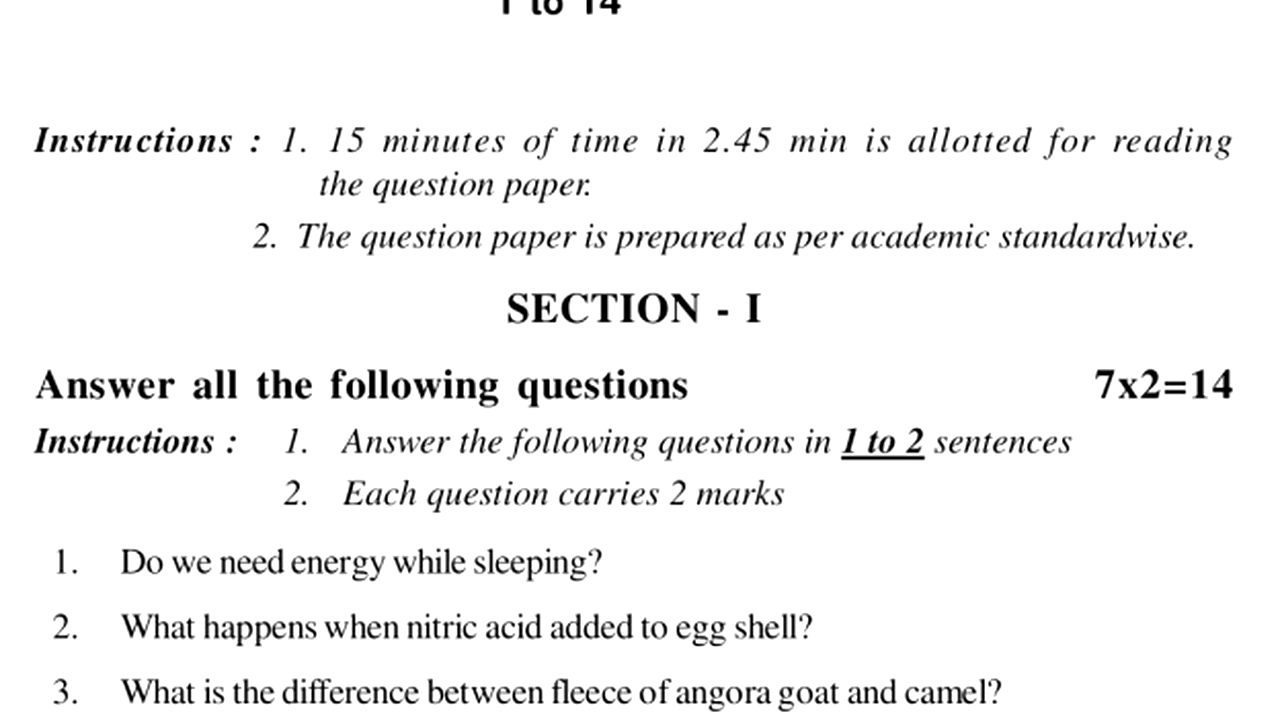 1 to 14
Instructions : 1. 15 minutes of time in 2.45 min is allotted for reading
the question paper.
2. The question paper is prepared as per academic standardwise.
SECTION - I
Answer all the following questions 7x2=14
Instructions : 1. Answer the following questions in 1 to 2 sentences
2. Each question carries 2 marks
1. Do we need energy while sleeping?
2. What happens when nitric acid added to egg shell?
3. What is the difference between fleece of angora goat and camel?